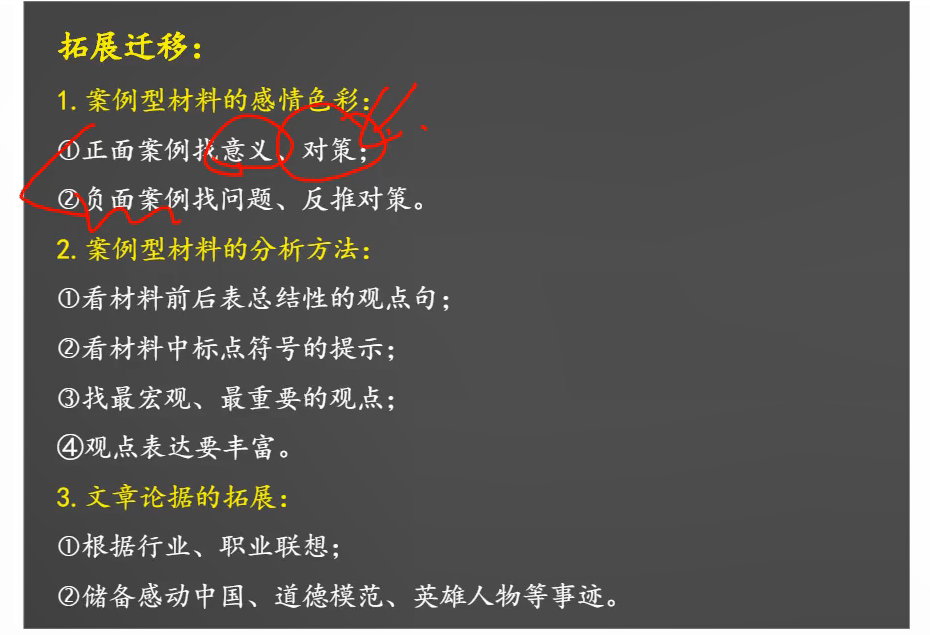 拓展迁移：
1.案例型材料的感情色彩：
①正面案例找意义、对策；
②负面案例找问题、反推对策。
2.案例型材料的分析方法：
①看材料前后表总结性的观点句；
②看材料中标点符号的提示；
③找最宏观、最重要的观点；
④观点表达要丰富。
3.文章论据的拓展：
①根据行业、职业联想；
②储备感动中国、道德模范、英雄人物等事迹。